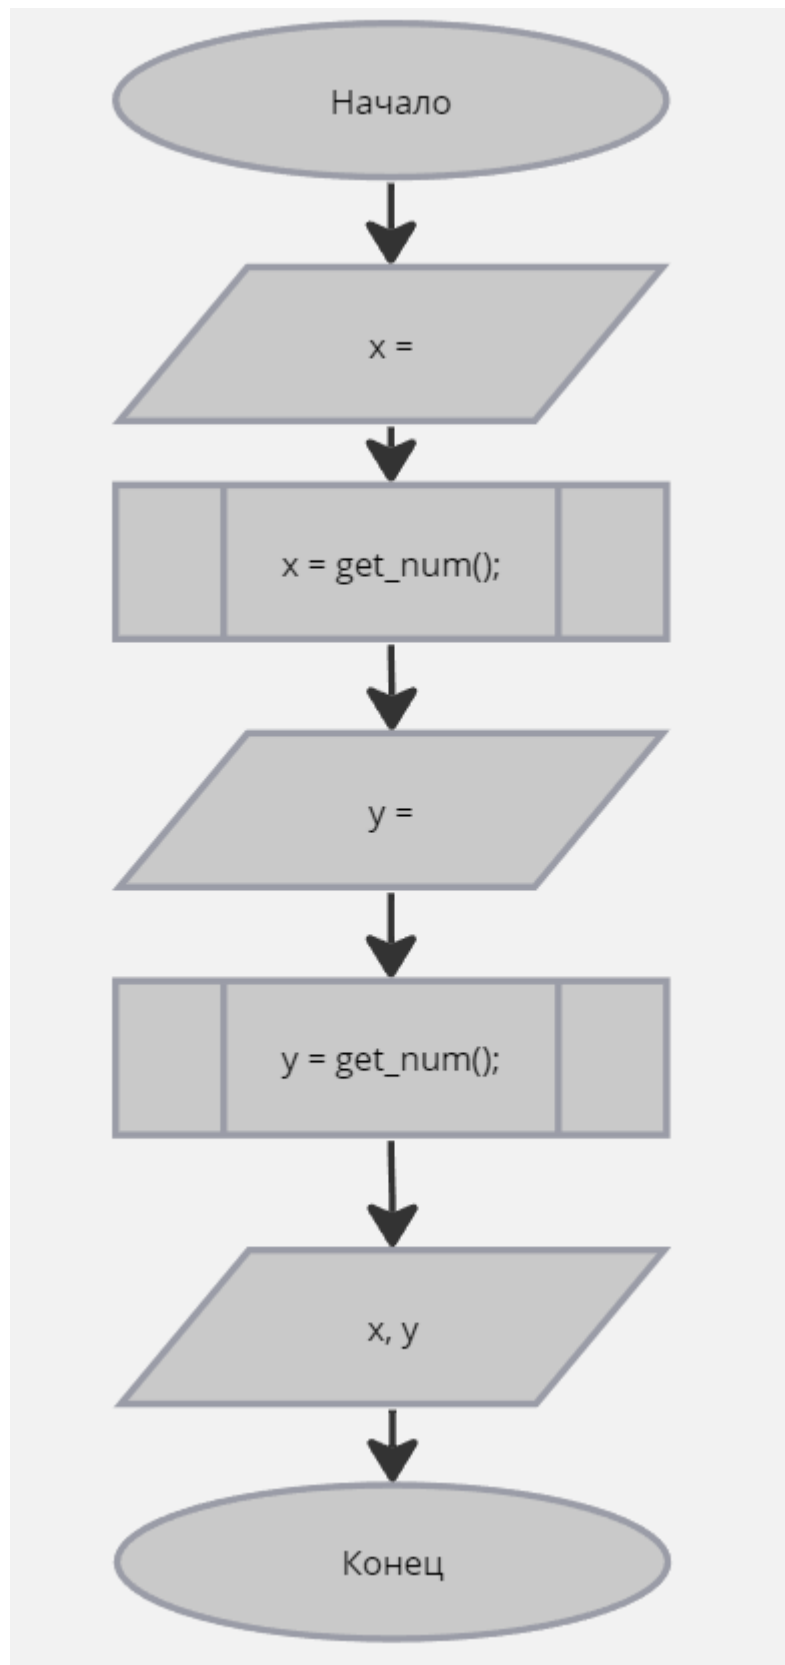 Начало
x =
x = get_num();
y =
y = get_num();
x, y
Конец